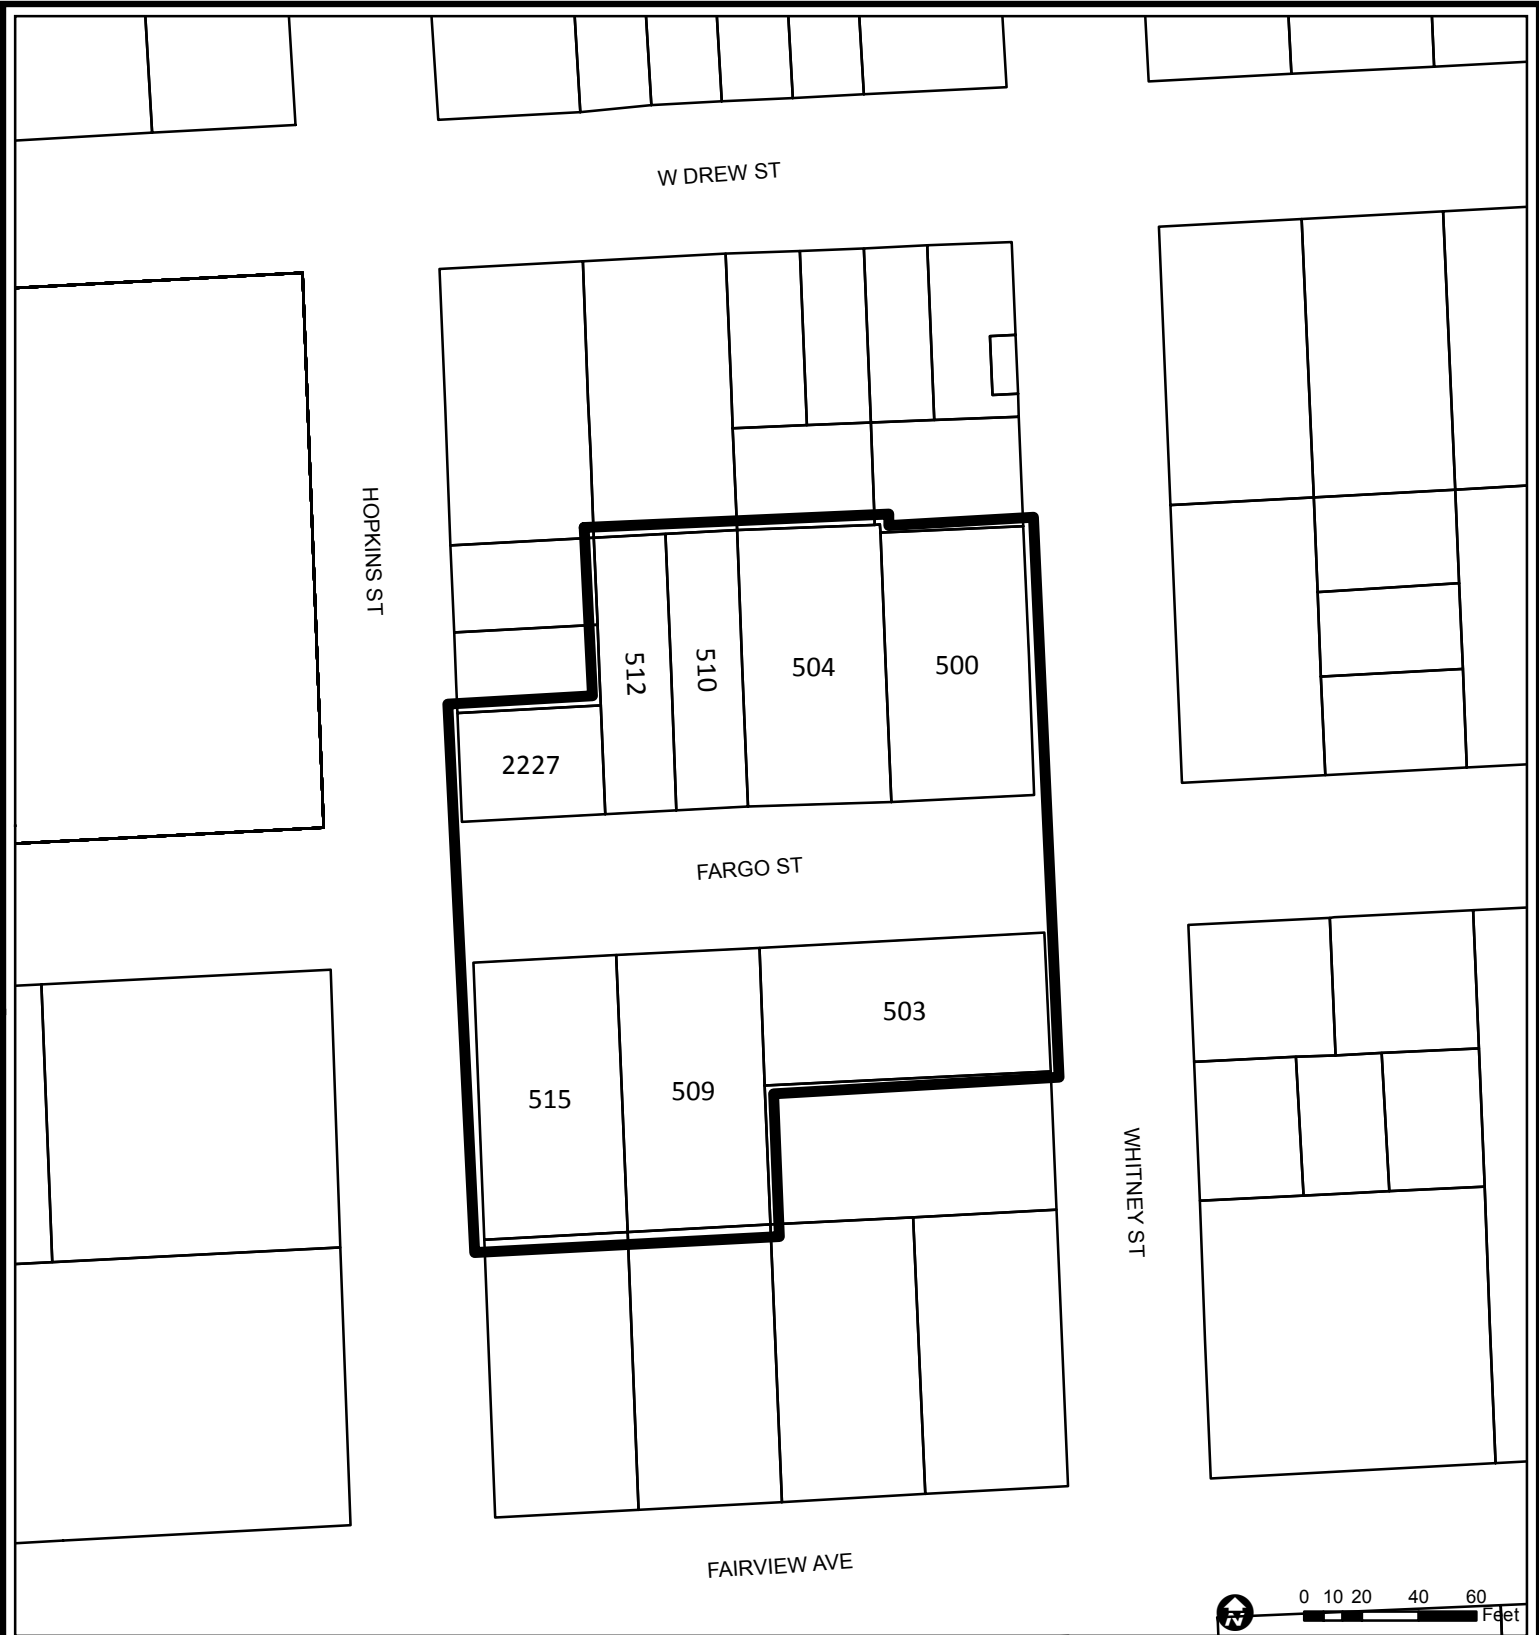 W DREW ST
HOPKINS ST
512
510
504
500
2227
FARGO ST
503
515
509
WHITNEY ST
FAIRVIEW AVE
N
0 10 20 40 60
Feet